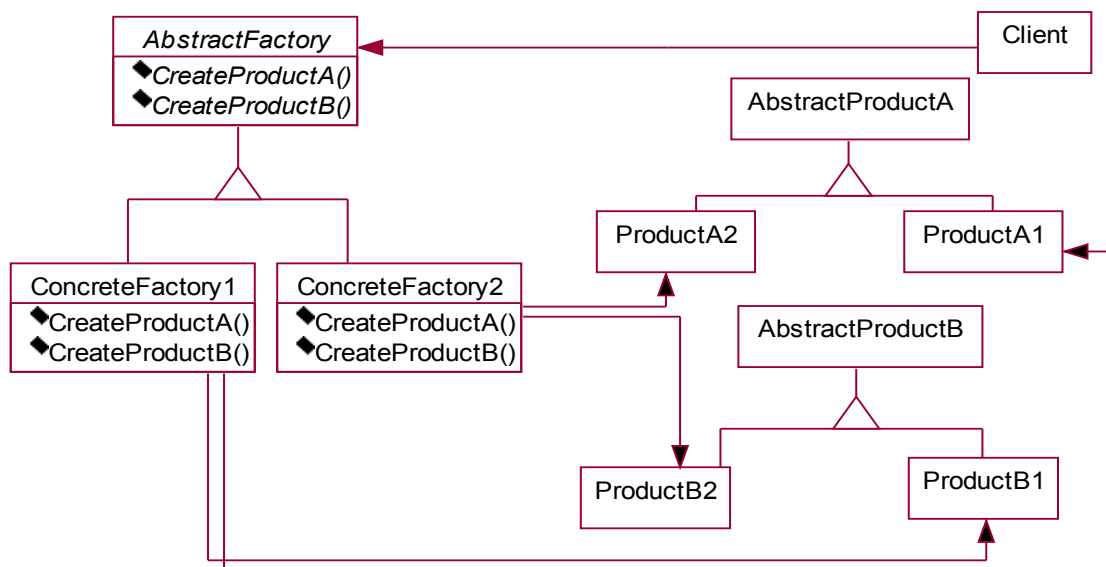 AbstractFactory
CreateProductA()
CreateProductB()
Client
AbstractProductA
ProductA2
ProductA1
ConcreteFactory1
CreateProductA()
CreateProductB()
ConcreteFactory2
CreateProductA()
CreateProductB()
AbstractProductB
ProductB2
ProductB1